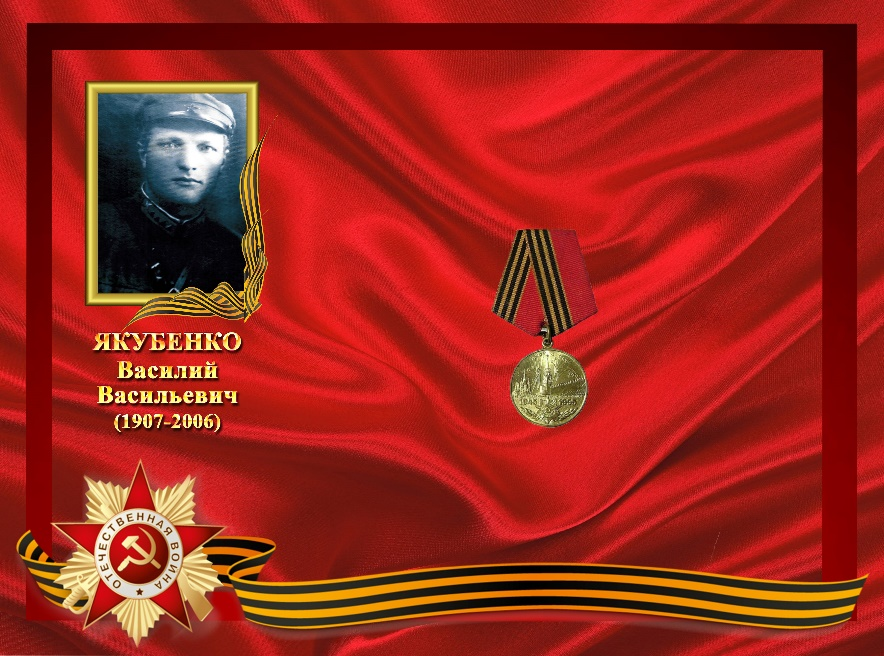 ЯКУБЕНКО
Василий
Васильевич
(1907-2006)
ОТЕЧЕСТВЕННАЯ ВОЙНА